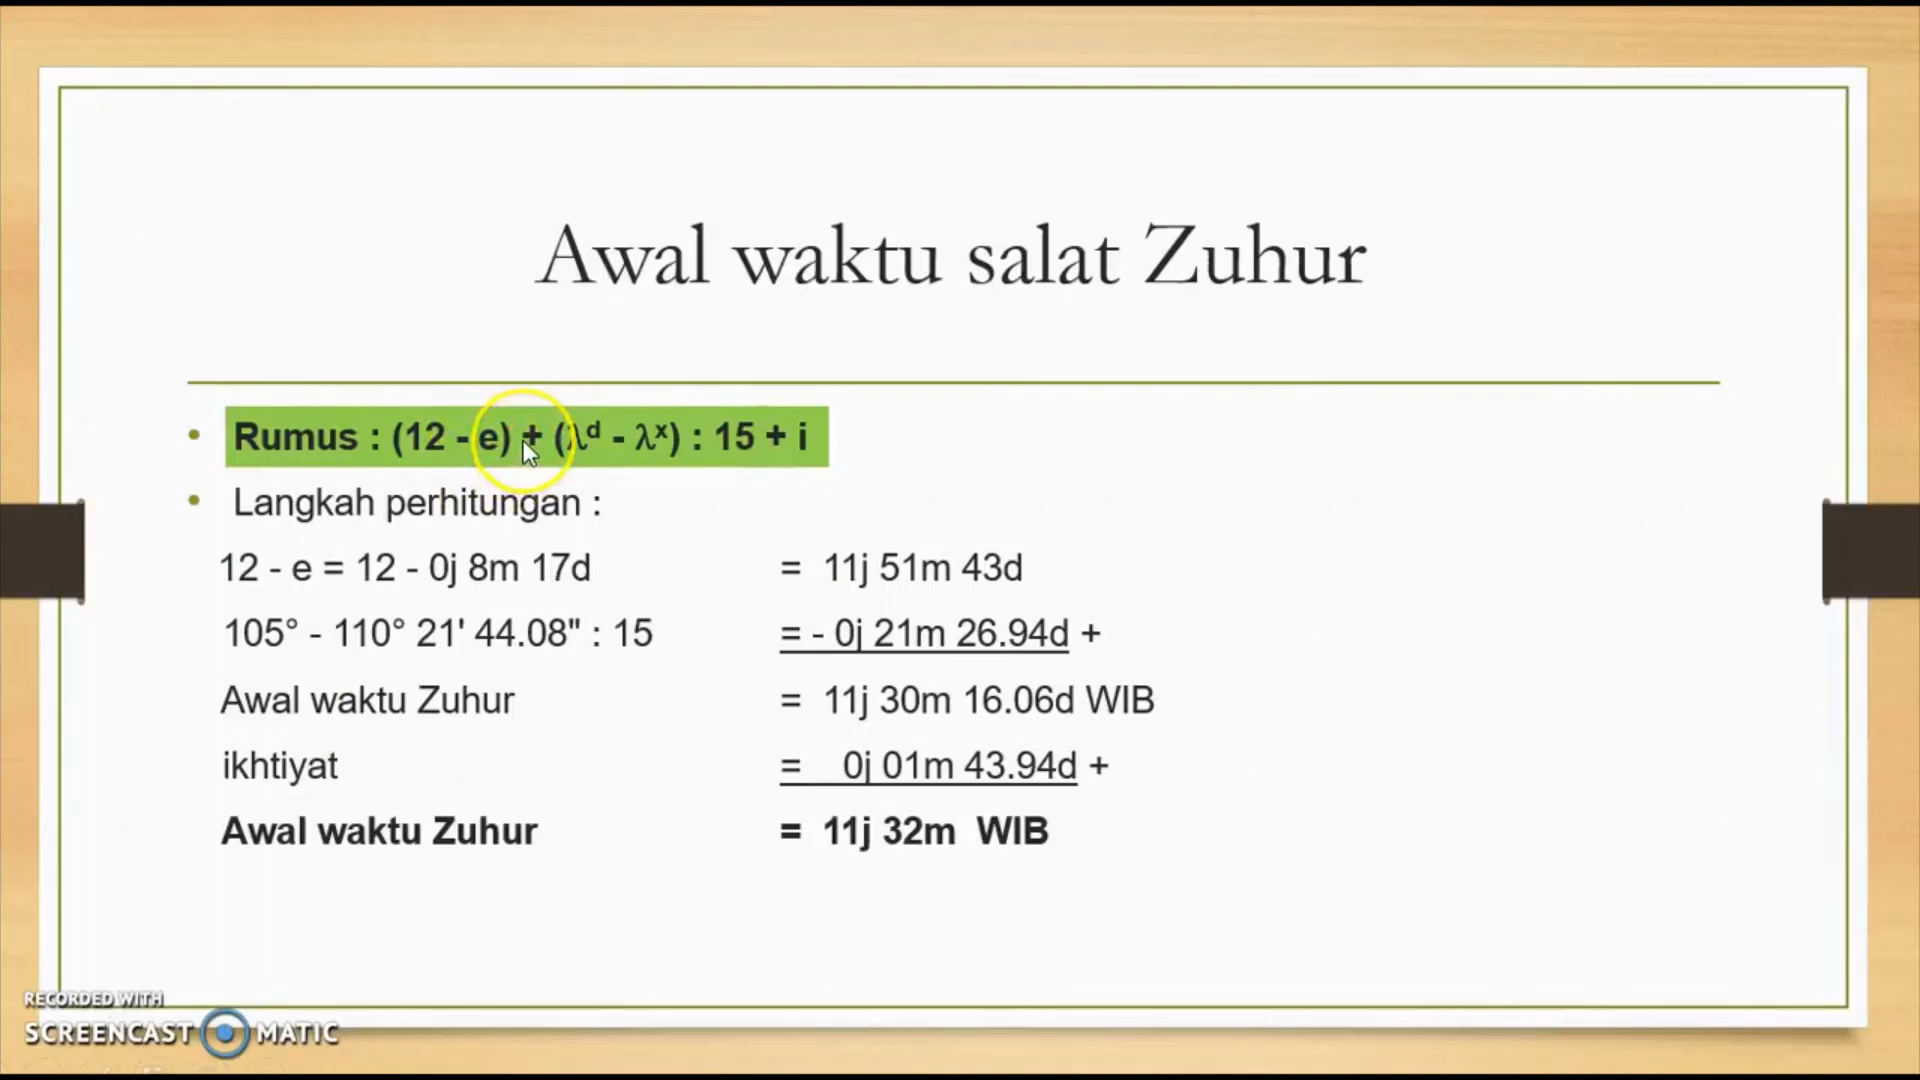 Awal waktu salat Zuhur
• Rumus : (12 - e) + (λᵈ - λˣ) : 15 + i
• Langkah perhitungan :
12 - e = 12 - 0j 8m 17d = 11j 51m 43d
105° - 110° 21' 44.08" : 15 = - 0j 21m 26.94d +
Awal waktu Zuhur = 11j 30m 16.06d WIB
ikhtiyat = 0j 01m 43.94d +
Awal waktu Zuhur = 11j 32m WIB
RECORDED WITH
SCREENCAST MATIC